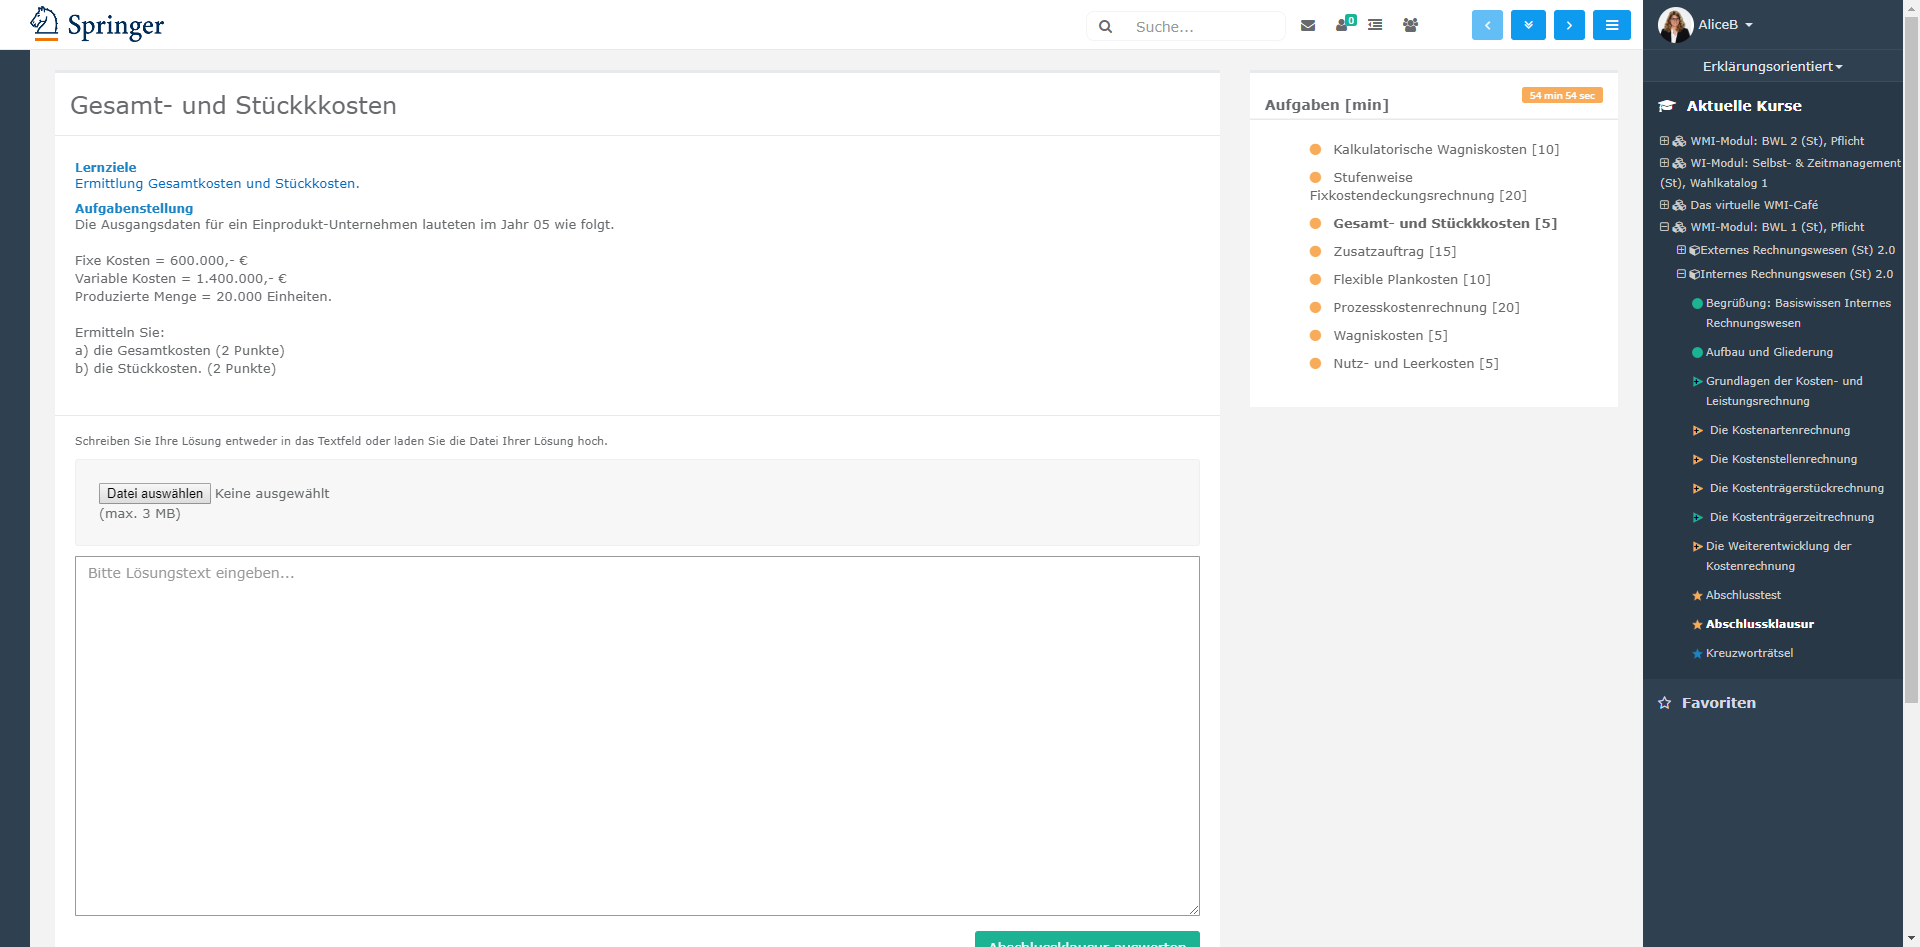 Springer
Suche...
0
AliceB
Erklärungsorientiert
Gesamt- und Stückkkosten
Lernziele
Ermittlung Gesamtkosten und Stückkosten.
Aufgabenstellung
Die Ausgangsdaten für ein Einprodukt-Unternehmen lauteten im Jahr 05 wie folgt.
Fixe Kosten = 600.000,- €
Variable Kosten = 1.400.000,- €
Produzierte Menge = 20.000 Einheiten.
Ermitteln Sie:
a) die Gesamtkosten (2 Punkte)
b) die Stückkosten. (2 Punkte)
Schreiben Sie Ihre Lösung entweder in das Textfeld oder laden Sie die Datei Ihrer Lösung hoch.
Datei auswählen Keine ausgewählt
(max. 3 MB)
Bitte Lösungstext eingeben...
Abschlussklausur auswerten
Aufgaben [min]
54 min 54 sec
Kalkulatorische Wagniskosten [10]
Stufenweise
Fixkostendeckungsrechnung [20]
Gesamt- und Stückkkosten [5]
Zusatzauftrag [15]
Flexible Plankosten [10]
Prozesskostenrechnung [20]
Wagniskosten [5]
Nutz- und Leerkosten [5]
Aktuelle Kurse
WMI-Modul: BWL 2 (St), Pflicht
WI-Modul: Selbst- & Zeitmanagement
(St), Wahlkatalog 1
Das virtuelle WMI-Café
WMI-Modul: BWL 1 (St), Pflicht
Externes Rechnungswesen (St) 2.0
Internes Rechnungswesen (St) 2.0
Begrüßung: Basiswissen Internes
Rechnungswesen
Aufbau und Gliederung
Grundlagen der Kosten- und
Leistungsrechnung
Die Kostenartenrechnung
Die Kostenstellenrechnung
Die Kostenträgerstückrechnung
Die Kostenträgerzeitrechnung
Die Weiterentwicklung der
Kostenrechnung
Abschlusstest
Abschlussklausur
Kreuzworträtsel
Favoriten